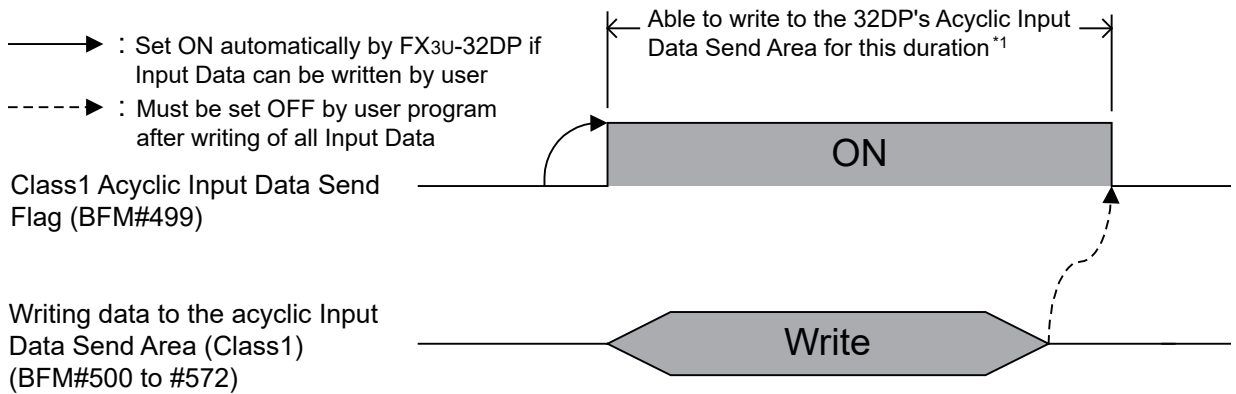 : Set ON automatically by FX3U-32DP if
Input Data can be written by user
: Must be set OFF by user program
after writing of all Input Data
Able to write to the 32DP's Acyclic Input
Data Send Area for this duration *1
ON
Class1 Acyclic Input Data Send
Flag (BFM#499)
Writing data to the acyclic Input
Data Send Area (Class1)
(BFM#500 to #572)
Write